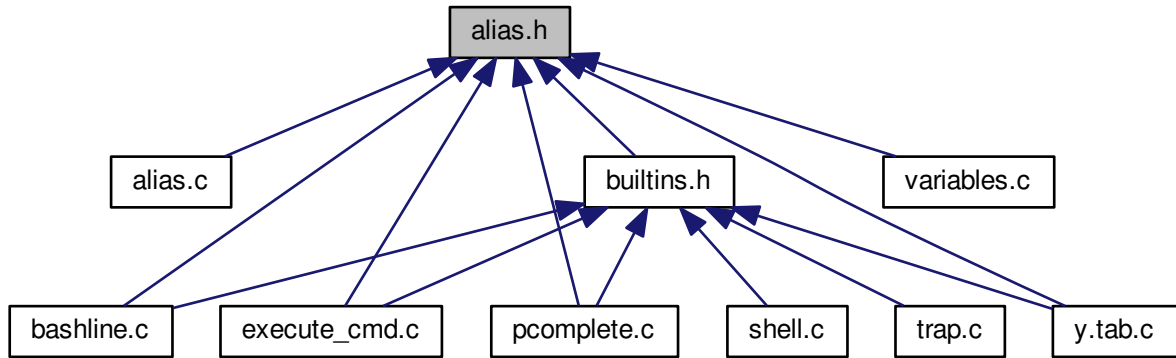 alias.h
alias.c
builtins.h
variables.c
bashline.c
execute_cmd.c
pcomplete.c
shell.c
trap.c
y.tab.c